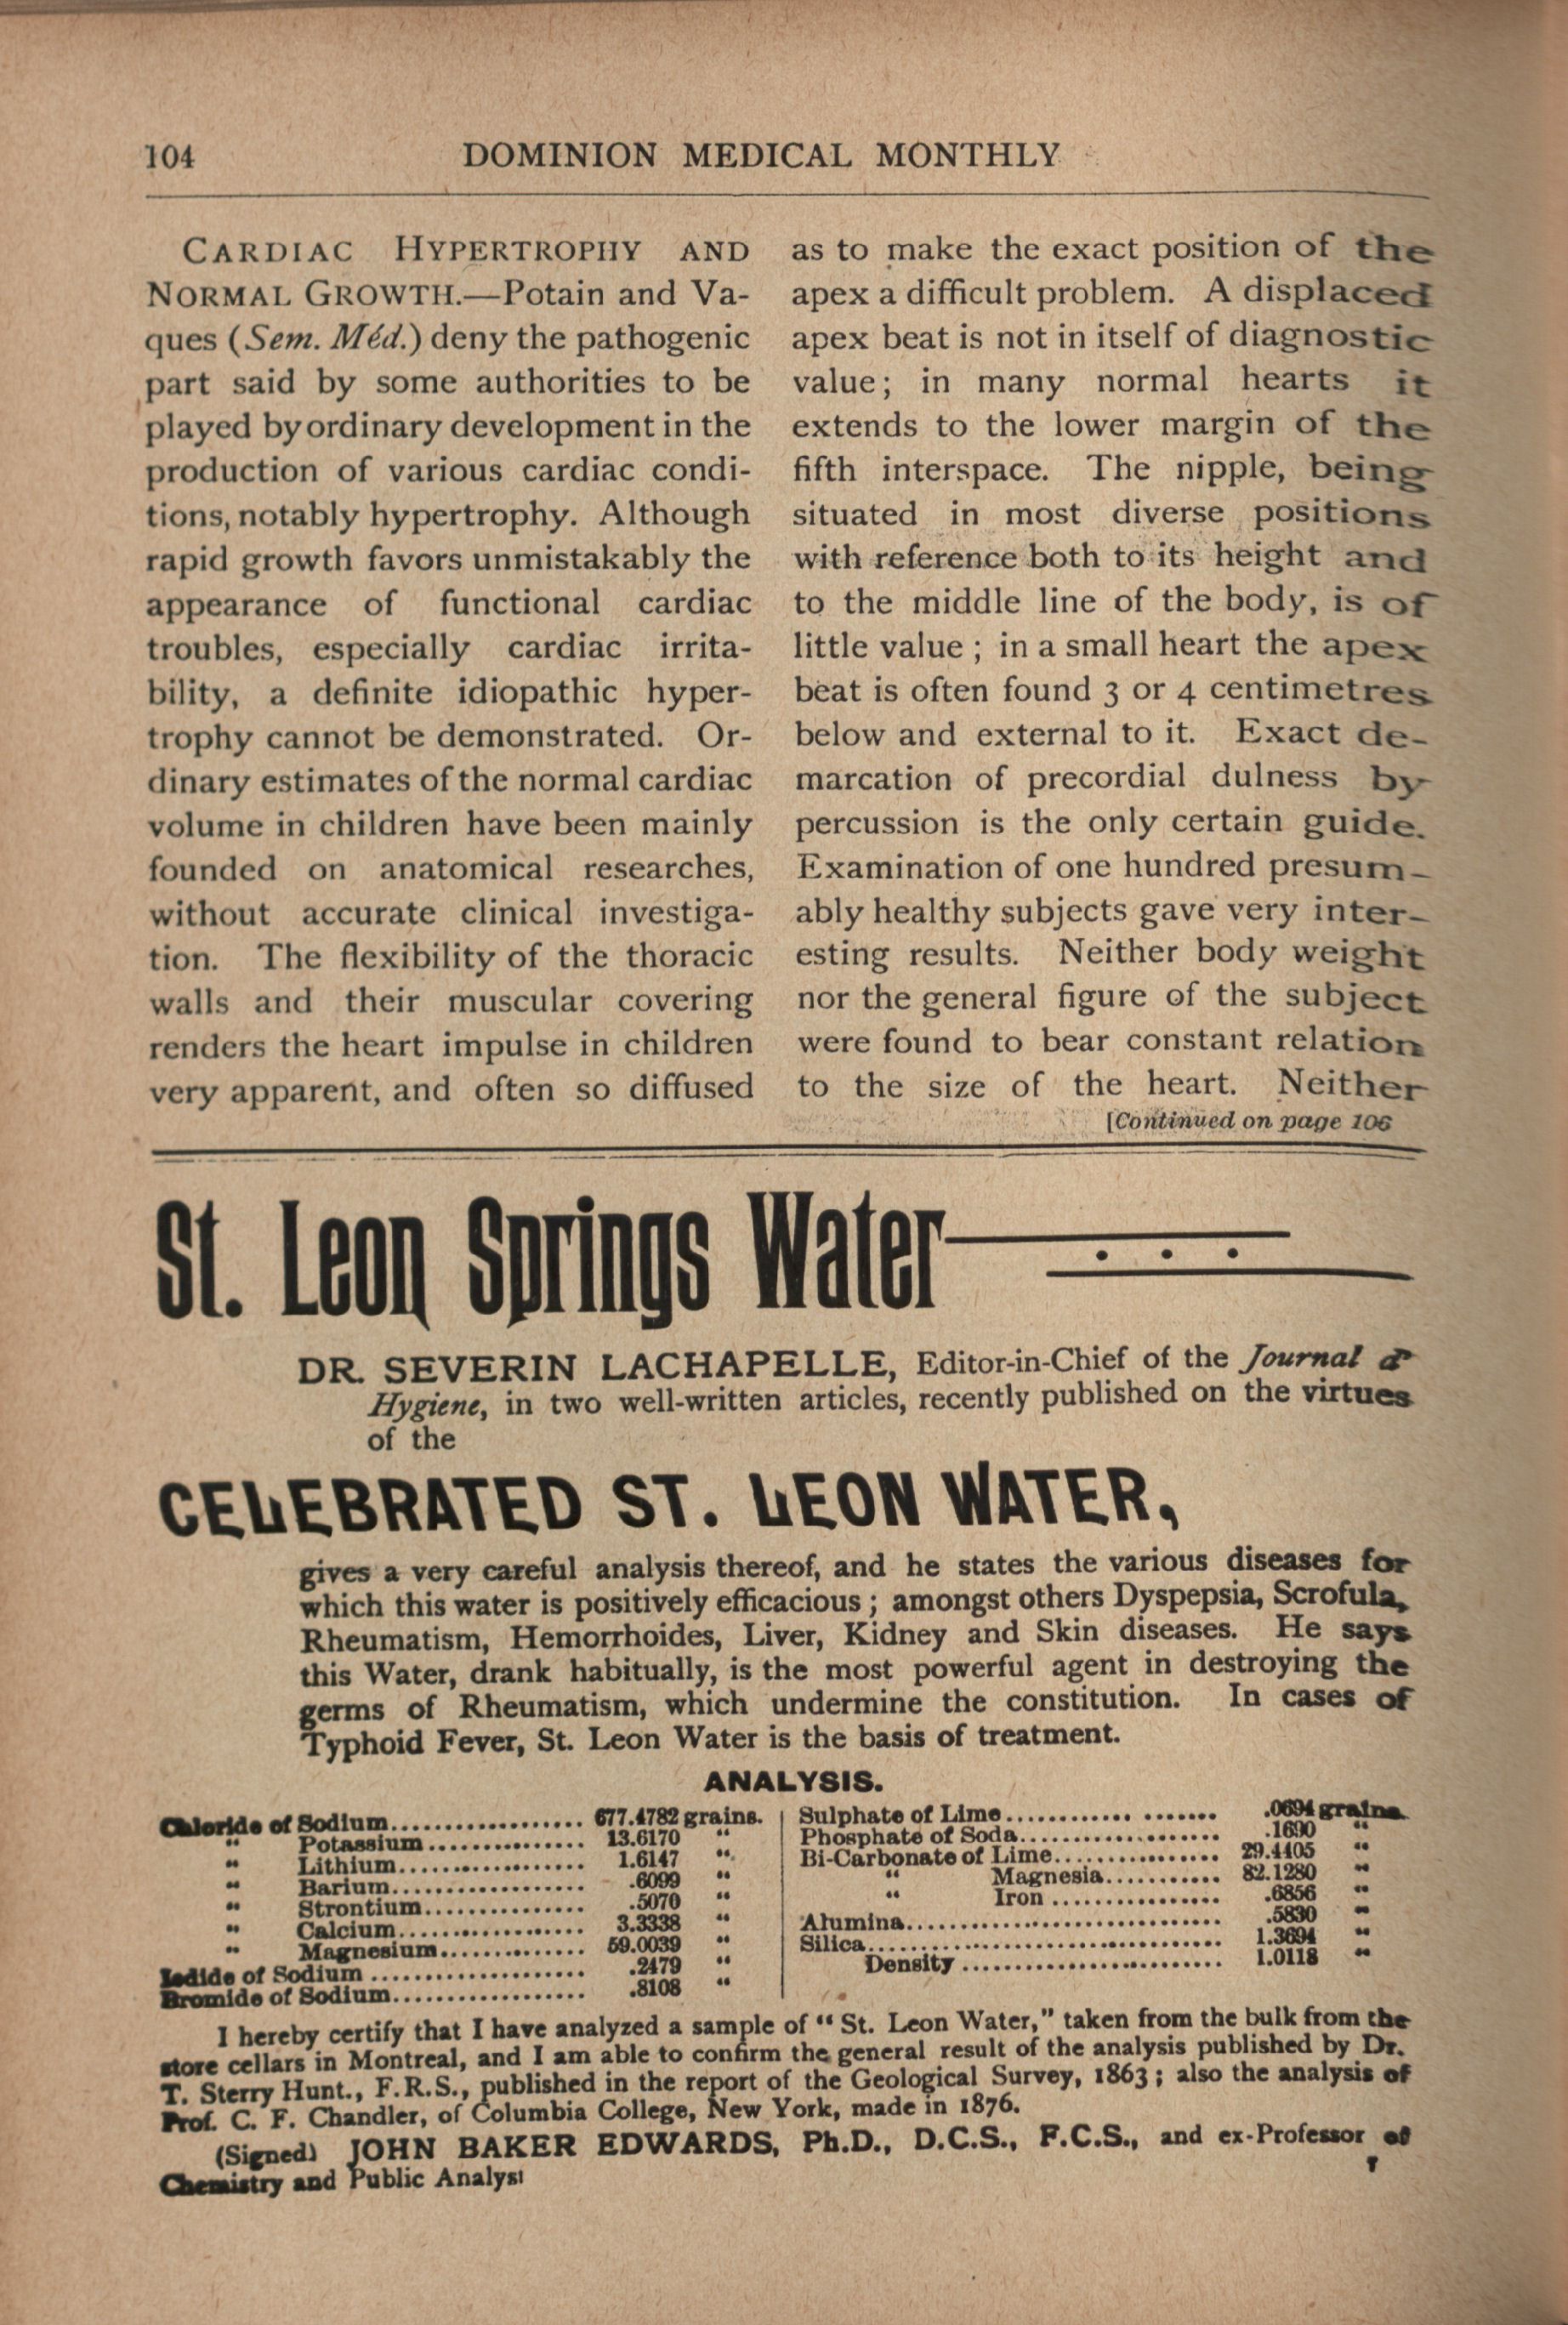 104 DOMINION MEDICAL MONTHLY
CARDIAC HYPERTROPHY AND
NORMAL GROWTH.—Potain and Va-
ques (Sem. Méd.) deny the pathogenic
part said by some authorities to be
played by ordinary development in the
production of various cardiac condi-
tions, notably hypertrophy. Although
rapid growth favors unmistakably the
appearance of functional cardiac
troubles, especially cardiac irrita-
bility, a definite idiopathic hyper-
trophy cannot be demonstrated. Or-
dinary estimates of the normal cardiac
volume in children have been mainly
founded on anatomical researches,
without accurate clinical investiga-
tion. The flexibility of the thoracic
walls and their muscular covering
renders the heart impulse in children
very apparent, and often so diffused
as to make the exact position of the
apex a difficult problem. A displaced
apex beat is not in itself of diagnostic
value; in many normal hearts it
extends to the lower margin of the
fifth interspace. The nipple, being
situated in most diverse positions
with reference both to its height and
to the middle line of the body, is of
little value ; in a small heart the apex
beat is often found 3 or 4 centimetres
below and external to it. Exact de-
marcation of precordial dulness by
percussion is the only certain guide.
Examination of one hundred presum-
ably healthy subjects gave very inter-
esting results. Neither body weight
nor the general figure of the subject
were found to bear constant relation
to the size of the heart. Neither
[Continued on page 106
St. Leon Springs Water
DR. SEVERIN LACHAPELLE, Editor-in-Chief of the Journal d'
Hygiene, in two well-written articles, recently published on the virtues
of the
CELEBRATED ST. LEON WATER,
gives a very careful analysis thereof, and he states the various diseases for
which this water is positively efficacious ; amongst others Dyspepsia, Scrofula,
Rheumatism, Hemorrhoides, Liver, Kidney and Skin diseases. He says
this Water, drank habitually, is the most powerful agent in destroying the
germs of Rheumatism, which undermine the constitution. In cases of
Typhoid Fever, St. Leon Water is the basis of treatment.
ANALYSIS.
Chloride of Sodium.................. 677.4782 grains.
" Potassium............... 13.6170 "
" Lithium.................. 1.6147 "
" Barium................... .6099 "
" Strontium............... .5070 "
" Calcium.................. 3.3338 "
" Magnesium.............. 59.0039 "
Iodide of Sodium ..................... .2479 "
Bromide of Sodium................... .8108 "
Sulphate of Lime............ ....... .0694 grains
Phosphate of Soda................... .1690 "
Bi-Carbonate of Lime................ 29.4405 "
" Magnesia........... 82.1280 "
" Iron ................ .6856 "
Alumina............................... .5830 "
Silica................................... 1.3694 "
Density ......................... 1.0118 "
I hereby certify that I have analyzed a sample of “ St. Leon Water,” taken from the bulk from the
store cellars in Montreal, and I am able to confirm the general result of the analysis published by Dr.
T. Sterry Hunt., F.R.S., published in the report of the Geological Survey, 1863 ; also the analysis of
Prof. C. F. Chandler, of Columbia College, New York, made in 1876.
(Signed) JOHN BAKER EDWARDS, Ph.D., D.C.S., F.C.S., and ex-Professor of
Chemistry and Public Analyst